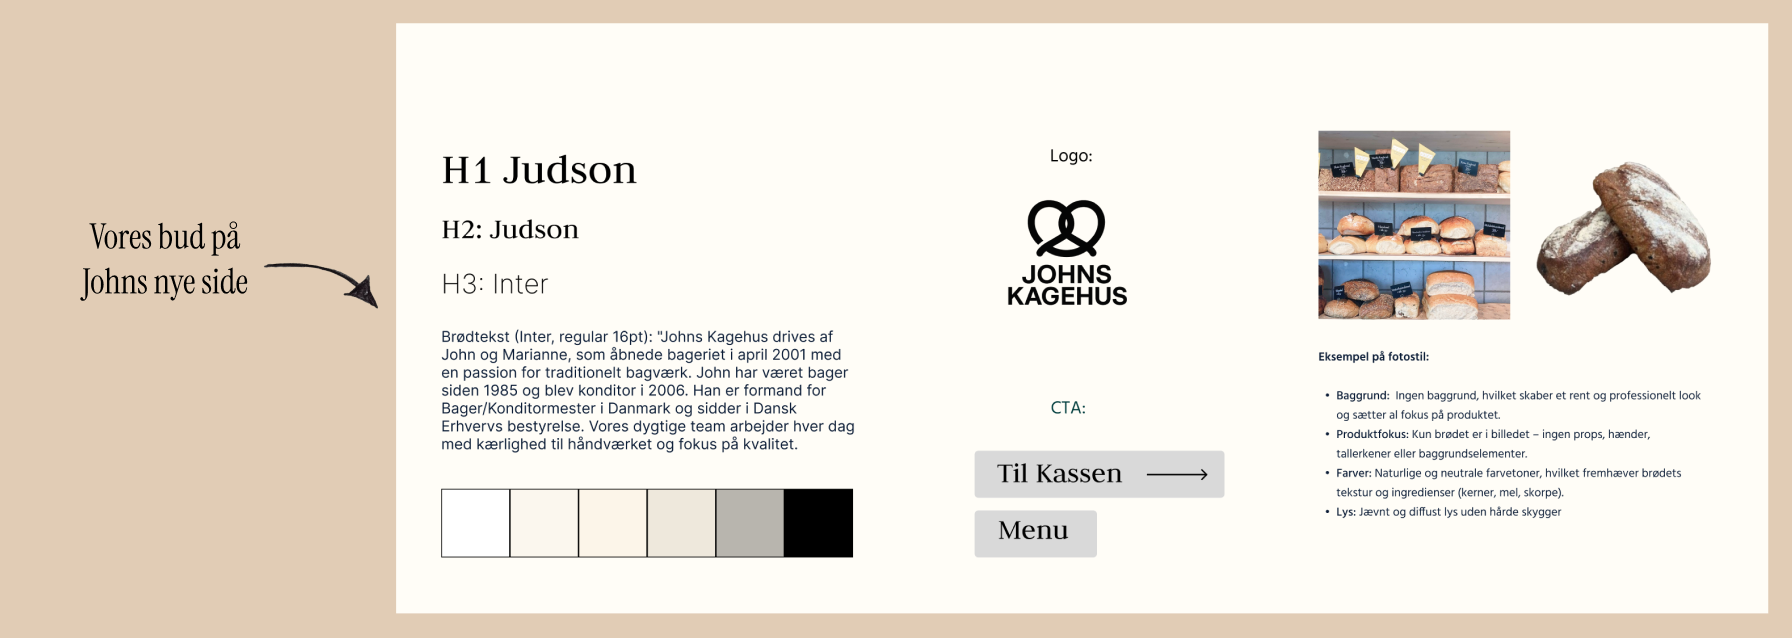 Vores bud på
Johns nye side
H1 Judson
H2: Judson
H3: Inter
Brødtekst (Inter, regular 16pt): "Johns Kagehus drives af
John og Marianne, som åbnede bageriet i april 2001 med
en passion for traditionelt bagværk. John har været bager
siden 1985 og blev konditor i 2006. Han er formand for
Bager/Konditormester i Danmark og sidder i Dansk
Erhvervs bestyrelse. Vores dygtige team arbejder hver dag
med kærlighed til håndværket og fokus på kvalitet.
Logo:
JOHNS
KAGEHUS
CTA:
Til Kassen
Menu
Eksempel på fotostil:
• Baggrund: Ingen baggrund, hvilket skaber et rent og professionelt look
og sætter al fokus på produktet.
• Produktfokus: Kun brødet er i billedet – ingen props, hænder,
tallerkener eller baggrundselementer.
• Farver: Naturlige og neutrale farvetoner, hvilket fremhæver brødets
tekstur og ingredienser (kerner, mel, skorpe).
• Lys: Jævnt og diffust lys uden hårde skygger